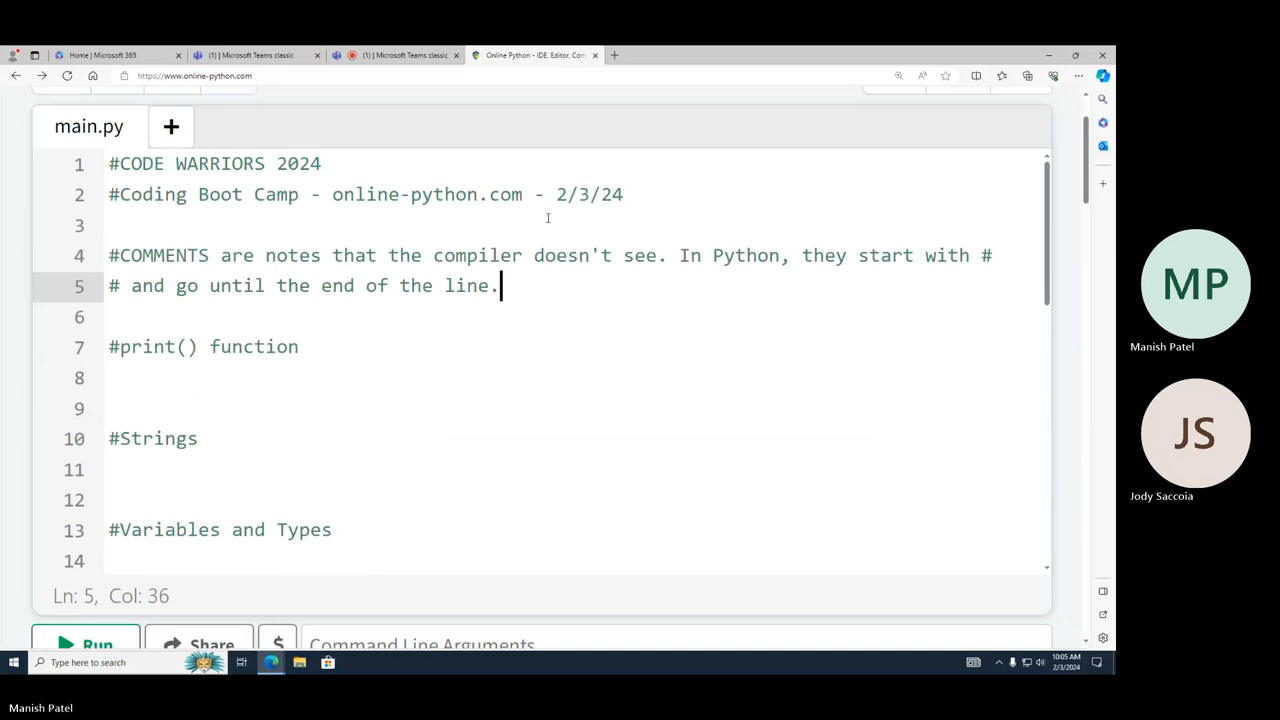 Home | Microsoft 365
(1) | Microsoft Teams classic
(1) | Microsoft Teams classic
Online Python - IDE, Editor, Com
https://www.online-python.com
main.py
1 #CODE WARRIORS 2024
2 #Coding Boot Camp - online-python.com - 2/3/24
3
4 #COMMENTS are notes that the compiler doesn't see. In Python, they start with #
5 # and go until the end of the line.
6
7 #print() function
8
9
10 #Strings
11
12
13 #Variables and Types
14
Ln: 5, Col: 36
Run
Share
$
Command Line Arguments
Type here to search
10:05 AM
2/3/2024
MP
Manish Patel
JS
Jody Saccoia
Manish Patel